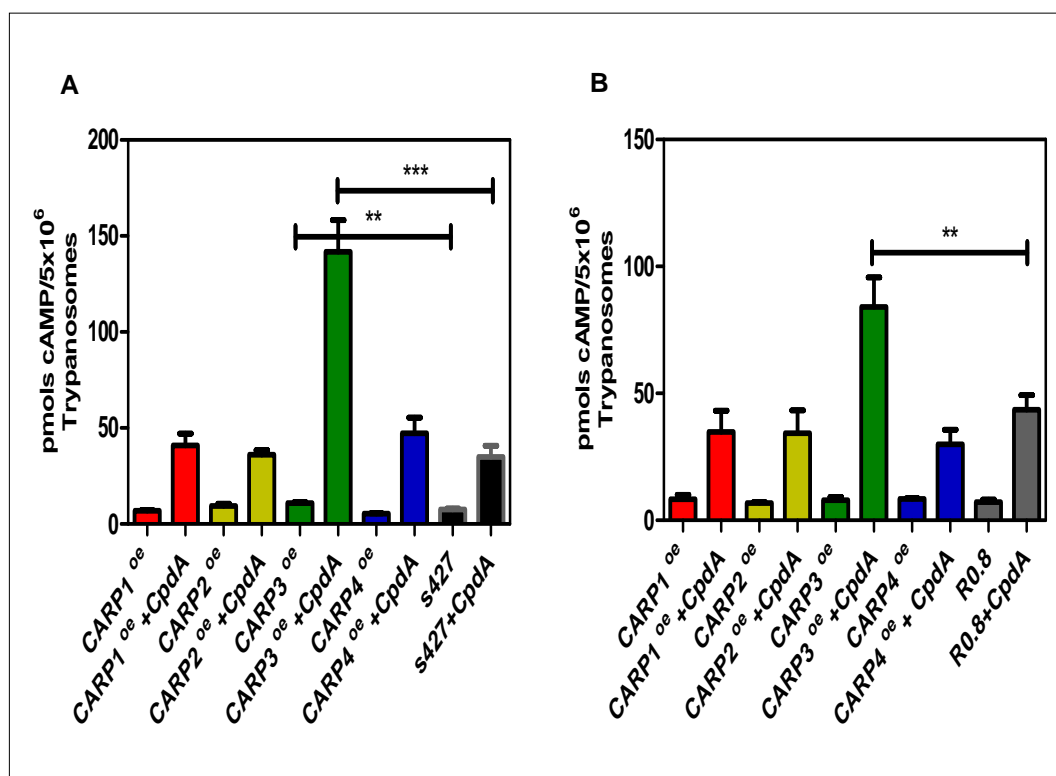 A
200
150
100
50
0
pmols cAMP/5x10⁶
Trypanosomes
***
**
CARP1 ᵒᵉ
CARP1 ᵒᵉ +CpdA
CARP2 ᵒᵉ
CARP2 ᵒᵉ +CpdA
CARP3 ᵒᵉ
CARP3 ᵒᵉ +CpdA
CARP4 ᵒᵉ
CARP4 ᵒᵉ +CpdA
s427
s427+CpdA
B
150
100
50
0
pmols cAMP/5x10⁶
Trypanosomes
**
CARP1 ᵒᵉ
CARP1 ᵒᵉ +CpdA
CARP2 ᵒᵉ
CARP2 ᵒᵉ +CpdA
CARP3 ᵒᵉ
CARP3 ᵒᵉ +CpdA
CARP4 ᵒᵉ
CARP4 ᵒᵉ + CpdA
R0.8
R0.8+CpdA